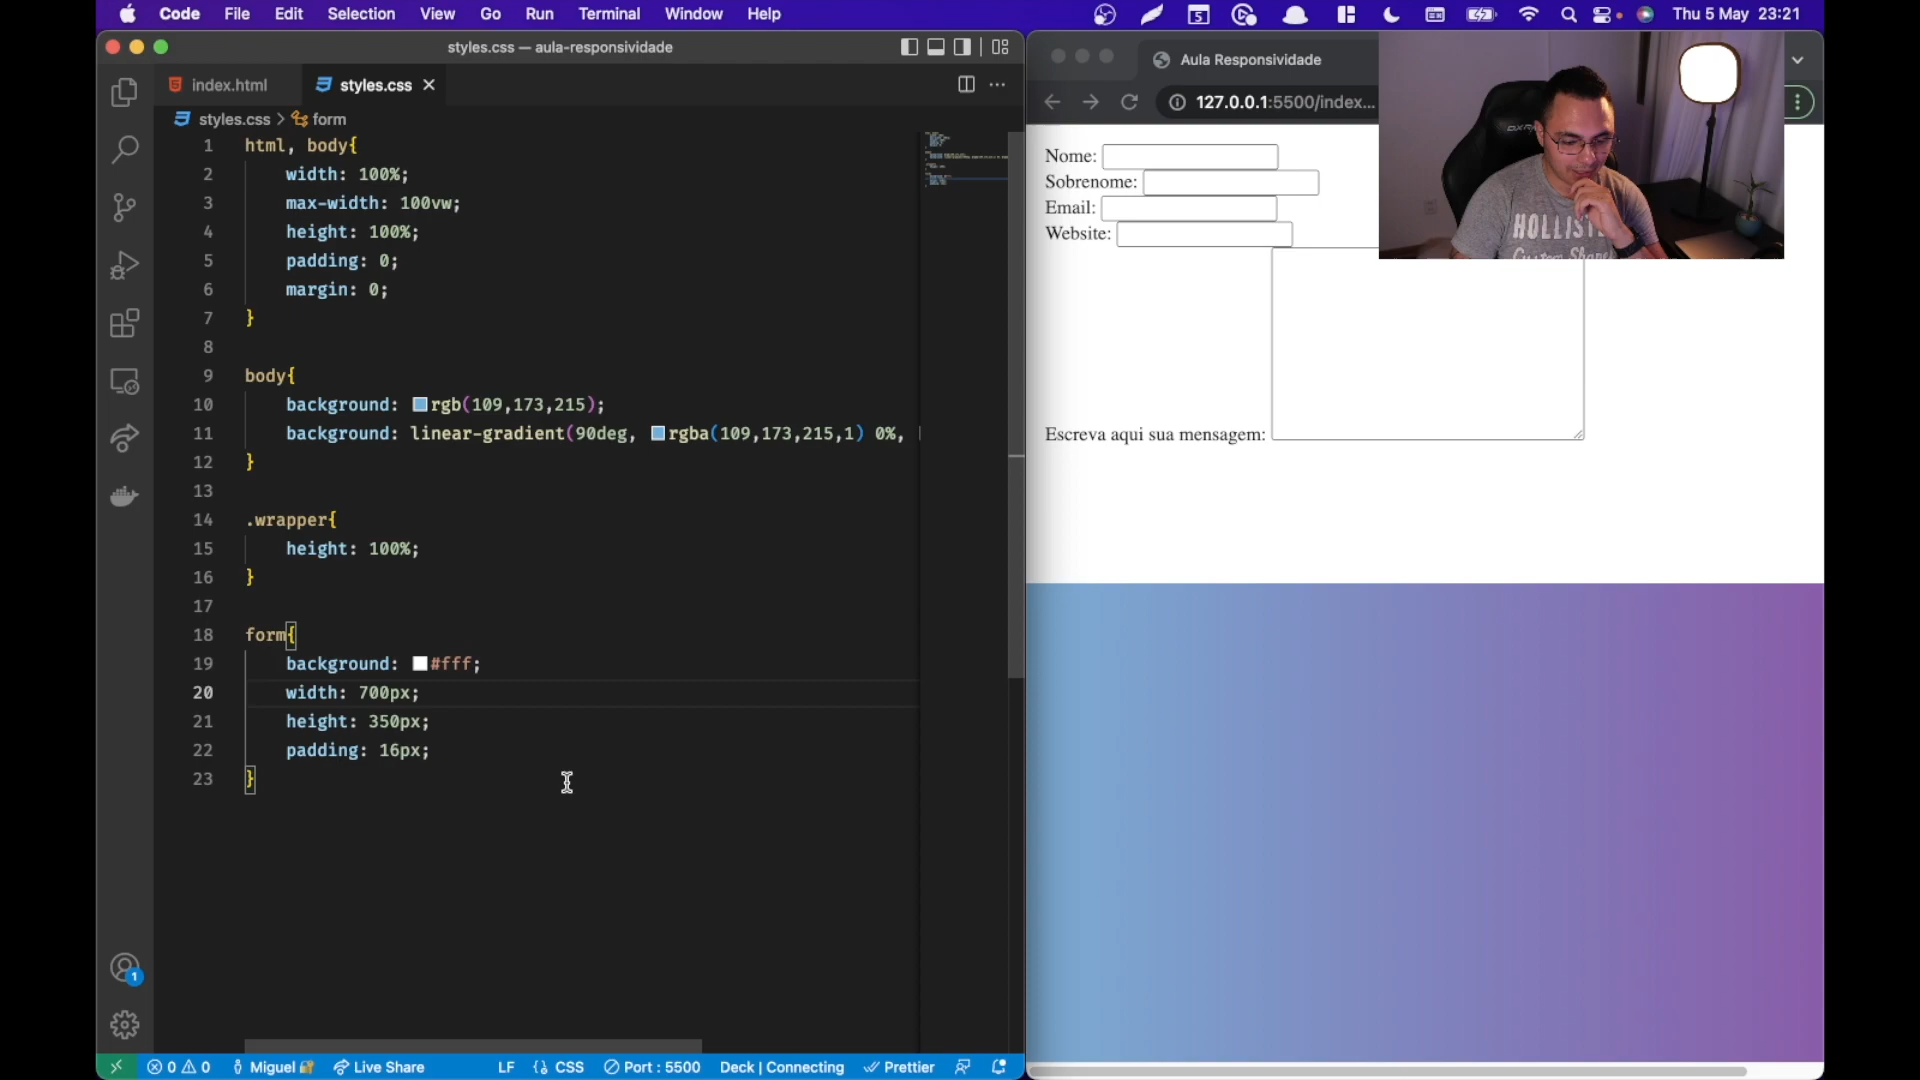 Code File Edit Selection View Go Run Terminal Window Help
5
Thu 5 May 23:21
styles.css — aula-responsividade
index.html
styles.css
styles.css > form
1 html, body{
2 width: 100%;
3 max-width: 100vw;
4 height: 100%;
5 padding: 0;
6 margin: 0;
7 }
8
9 body{
10 background: rgb(109,173,215);
11 background: linear-gradient(90deg, rgba(109,173,215,1) 0%,
12 }
13
14 .wrapper{
15 height: 100%;
16 }
17
18 form{
19 background: #fff;
20 width: 700px;
21 height: 350px;
22 padding: 16px;
23 }
1
0 0 Miguel Live Share LF CSS Port : 5500 Deck | Connecting Prettier
Aula Responsividade
127.0.0.1:5500/index...
Nome:
Sobrenome:
Email:
Website:
Escreva aqui sua mensagem:
HOLLISTE